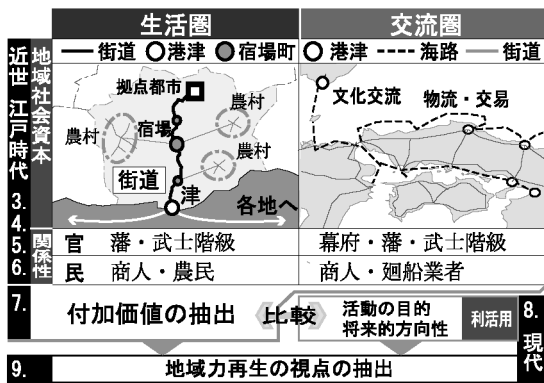 生活圏
交流圏
街道 港津 宿場町
港津 海路 街道
近世 江戸時代 3. 4. 5. 6.
地域社会資本
拠点都市
農村
宿場
農村
農村
街道
津
各地へ
文化交流
物流・交易
関係性
官 藩・武士階級
幕府・藩・武士階級
民 商人・農民
商人・廻船業者
7.
付加価値の抽出
比較
活動の目的
将来的方向性
利活用
8. 現代
9.
地域力再生の視点の抽出